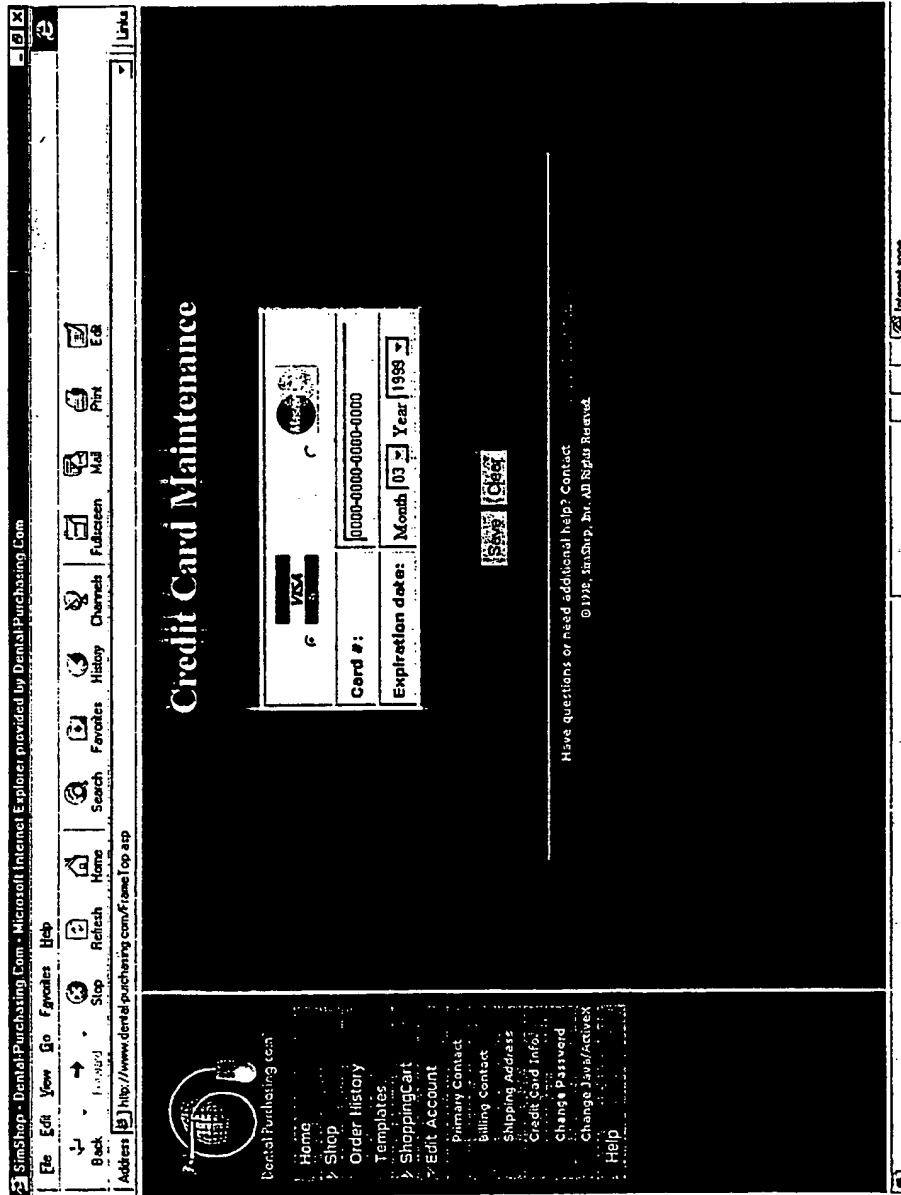 SimShop - Dental-Purchasing.Com - Microsoft Internet Explorer provided by Dental-Purchasing.Com
File Edit View Go Favorites Help
Back Forward Stop Refresh Home Search Favorites History Channels Fullscreen Mail Print Edit
Address http://www.dental-purchasing.com/FrameTop.asp Links
Dental Purchasing.com
Home
Shop
Order History
Templates
ShoppingCart
Edit Account
Primary Contact
Billing Contact
Shipping Address
Credit Card Info.
Change Password
Change Java/ActiveX
Help
Credit Card Maintenance
VISA
Card #: 0000-0000-0000-0000
Expiration date: Month 03 Year 1999
Save Clear
Have questions or need additional help? Contact
© 1998, SimShop, Inc. All Rights Reserved.
Internet zone